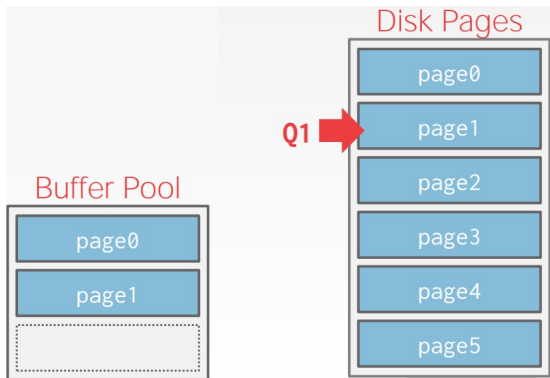 Disk Pages
page0
Q1
page1
page2
Buffer Pool
page3
page0
page4
page1
page5